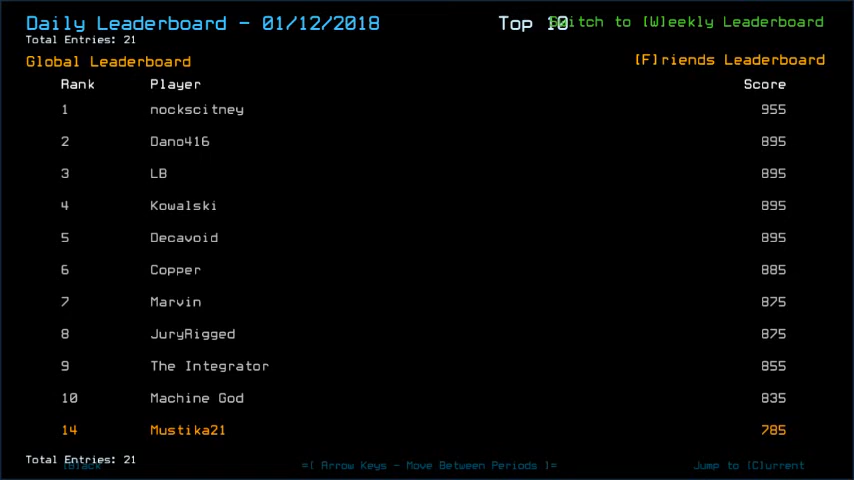 Daily Leaderboard - 01/12/2018 Top 10 Switch to [W]eekly Leaderboard
Total Entries: 21
Global Leaderboard [F]riends Leaderboard
Rank Player Score
1 nockscitney 955
2 Dano416 895
3 LB 895
4 Kowalski 895
5 Decavoid 895
6 Copper 885
7 Marvin 875
8 JuryRigged 875
9 The Integrator 855
10 Machine God 835
14 Mustika21 785
Total Entries: 21
[B]ack =[ Arrow Keys - Move Between Periods ]= Jump to [C]urrent